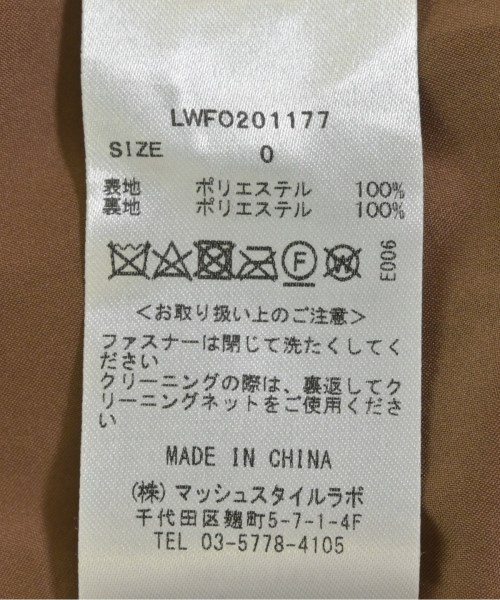 LWFO201177
SIZE 0
表地 ポリエステル 100%
裏地 ポリエステル 100%
F W E006
＜お取り扱い上のご注意＞
ファスナーは閉じて洗たくしてく
ださい
クリーニングの際は、裏返してク
リーニングネットをご使用くださ
い
MADE IN CHINA
(株) マッシュスタイルラボ
千代田区麹町5-7-1-4F
TEL 03-5778-4105